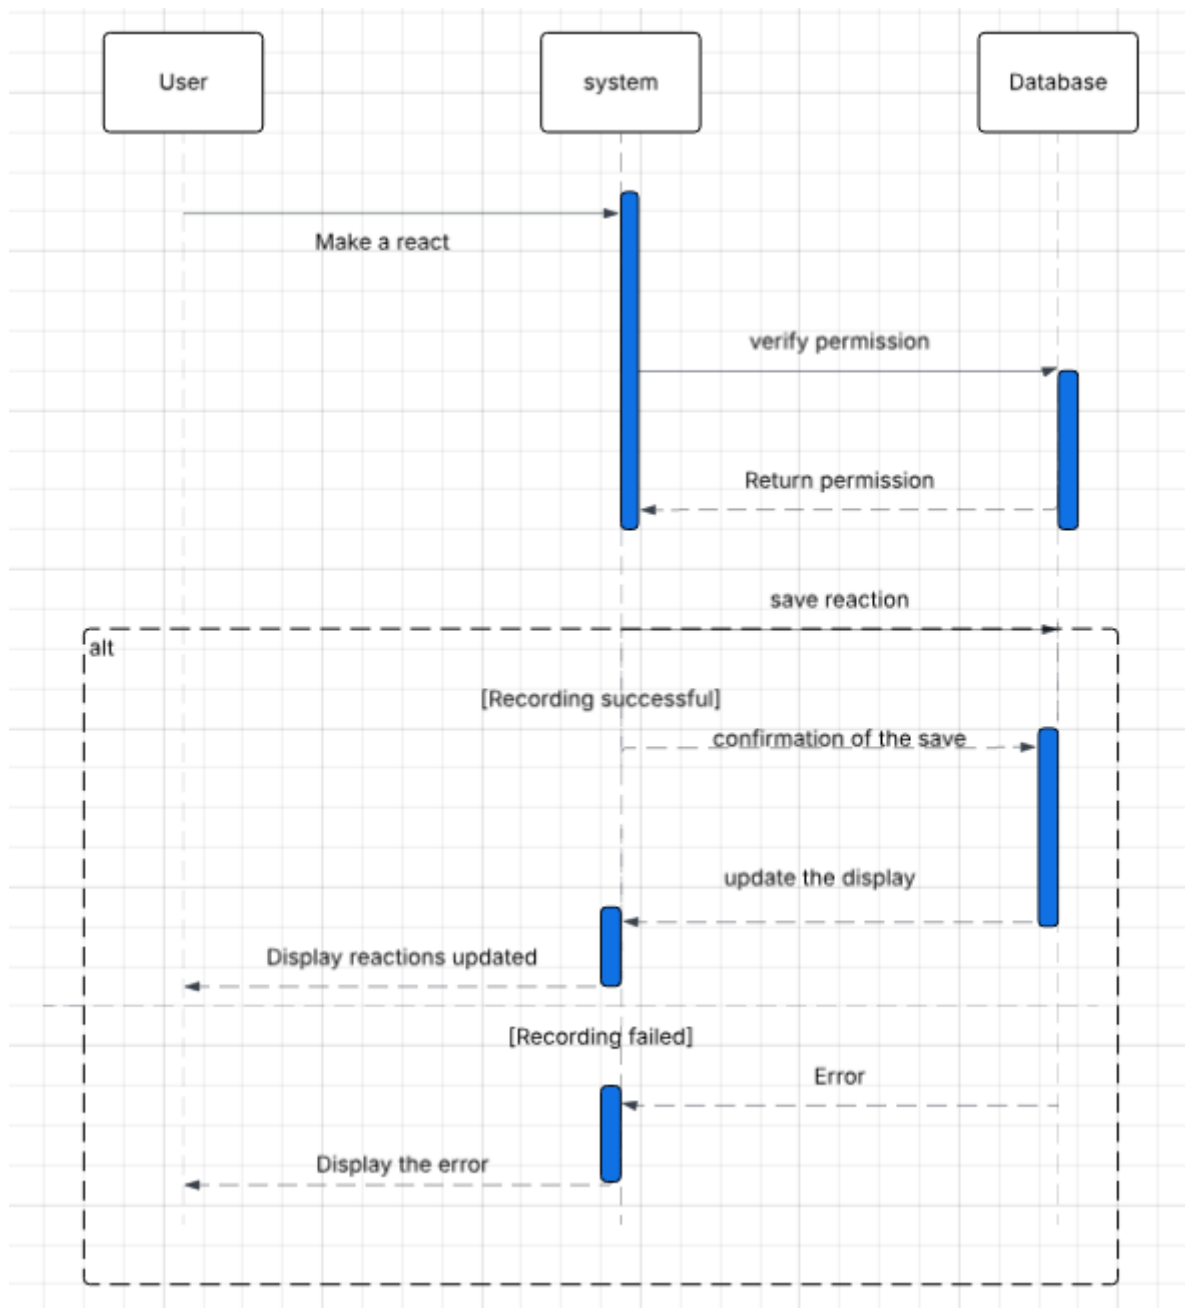 User
system
Database
Make a react
verify permission
Return permission
save reaction
alt
[Recording successful]
confirmation of the save
update the display
Display reactions updated
[Recording failed]
Error
Display the error